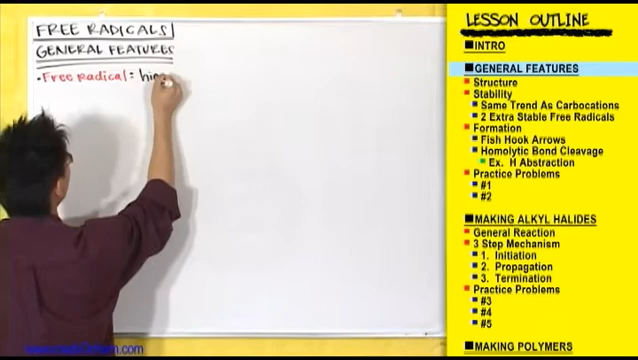 FREE RADICALS
GENERAL FEATURES
• Free Radical =
LESSON OUTLINE
INTRO
GENERAL FEATURES
Structure
Stability
Same Trend As Carbocations
2 Extra Stable Free Radicals
Formation
Fish Hook Arrows
Homolytic Bond Cleavage
Ex. H Abstraction
Practice Problems
#1
#2
MAKING ALKYL HALIDES
General Reaction
3 Step Mechanism
1. Initiation
2. Propagation
3. Termination
Practice Problems
#3
#4
#5
MAKING POLYMERS